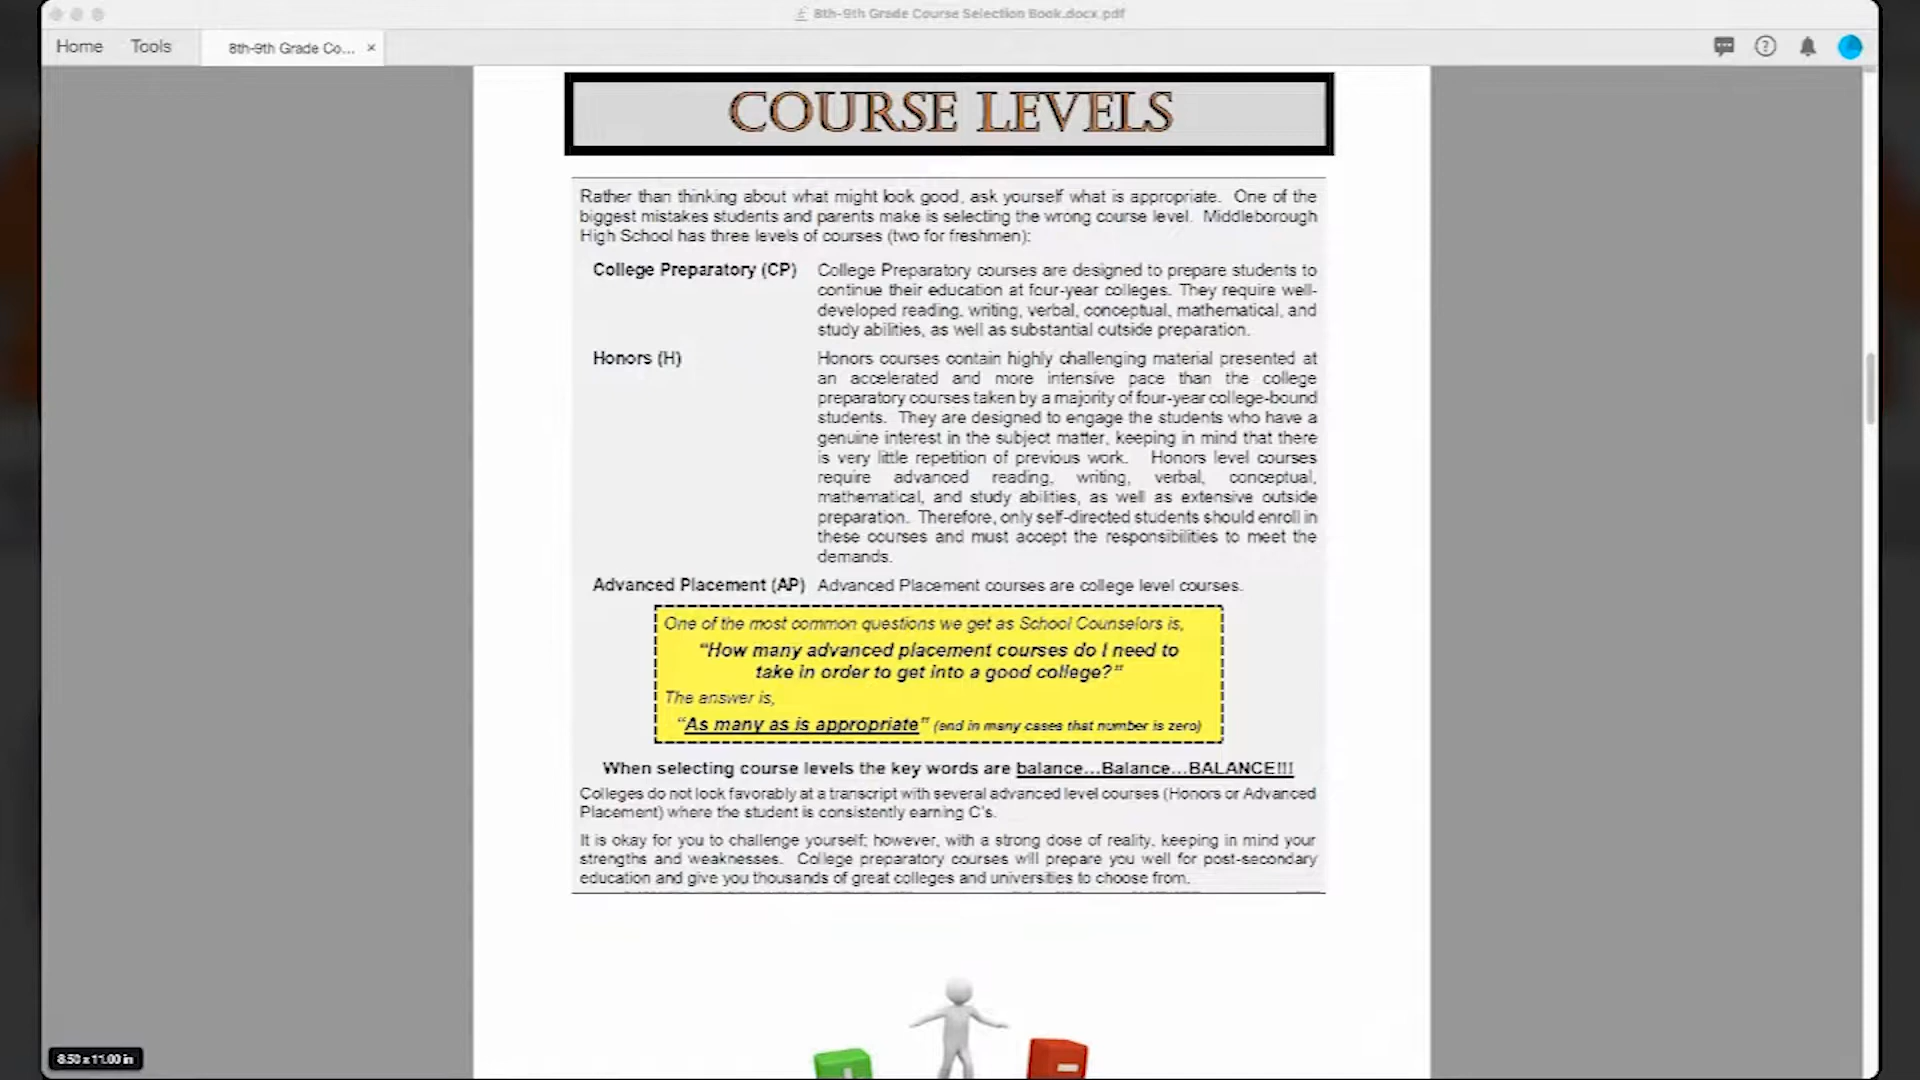 8th-9th Grade Course Selection Book.docx.pdf
Home Tools 8th-9th Grade Co... ×
COURSE LEVELS
Rather than thinking about what might look good, ask yourself what is appropriate. One of the
biggest mistakes students and parents make is selecting the wrong course level. Middleborough
High School has three levels of courses (two for freshmen):
College Preparatory (CP) College Preparatory courses are designed to prepare students to
continue their education at four-year colleges. They require well-
developed reading, writing, verbal, conceptual, mathematical, and
study abilities, as well as substantial outside preparation.
Honors (H) Honors courses contain highly challenging material presented at
an accelerated and more intensive pace than the college
preparatory courses taken by a majority of four-year college-bound
students. They are designed to engage the students who have a
genuine interest in the subject matter, keeping in mind that there
is very little repetition of previous work. Honors level courses
require advanced reading, writing, verbal, conceptual,
mathematical, and study abilities, as well as extensive outside
preparation. Therefore, only self-directed students should enroll in
these courses and must accept the responsibilities to meet the
demands.
Advanced Placement (AP) Advanced Placement courses are college level courses.
One of the most common questions we get as School Counselors is,
"How many advanced placement courses do I need to
take in order to get into a good college?"
The answer is,
"As many as is appropriate" (and in many cases that number is zero)
When selecting course levels the key words are balance...Balance...BALANCE!!!
Colleges do not look favorably at a transcript with several advanced level courses (Honors or Advanced
Placement) where the student is consistently earning C's.
It is okay for you to challenge yourself; however, with a strong dose of reality, keeping in mind your
strengths and weaknesses. College preparatory courses will prepare you well for post-secondary
education and give you thousands of great colleges and universities to choose from.
8.50 x 11.00 in